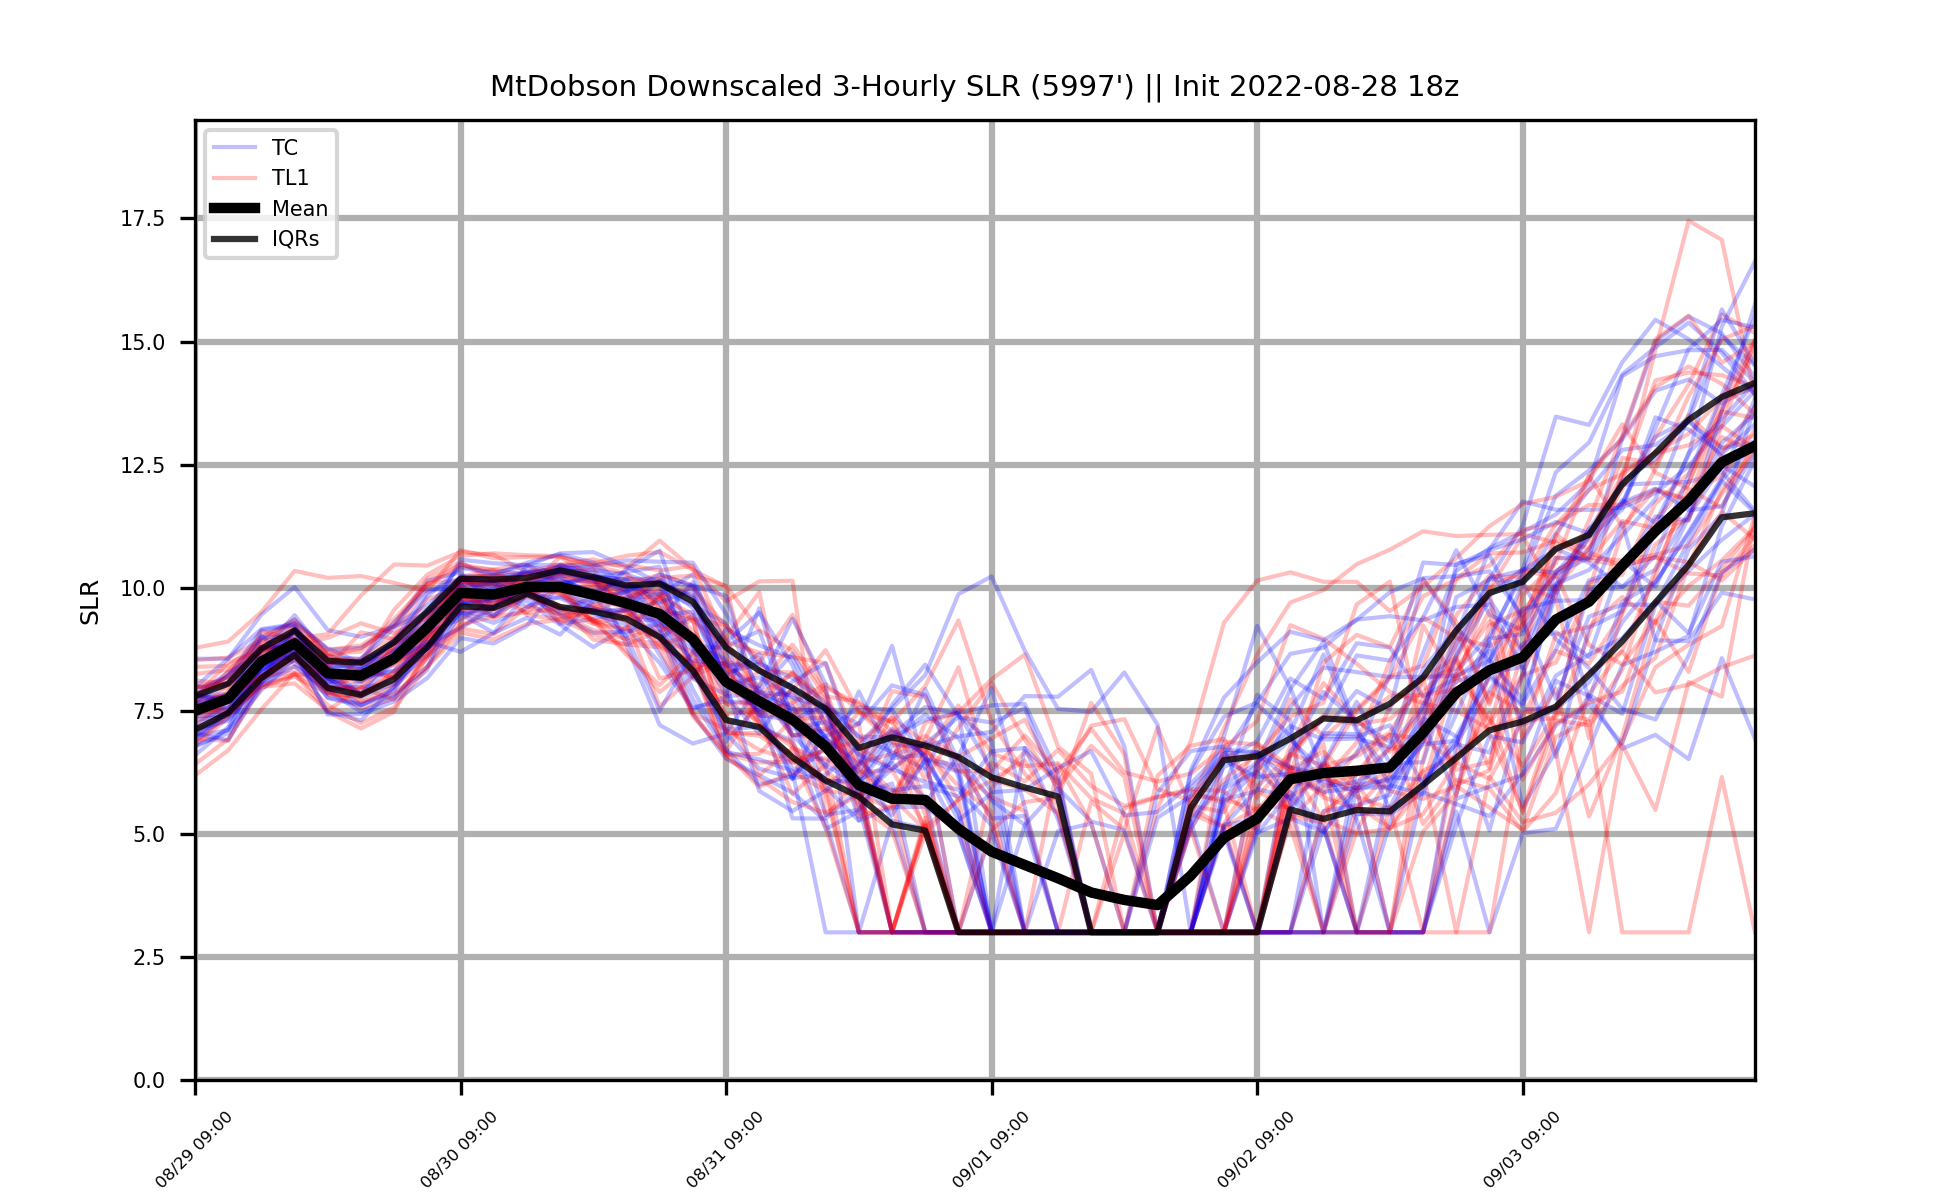 MtDobson Downscaled 3-Hourly SLR (5997') || Init 2022-08-28 18z
TC
TL1
Mean
IQRs
SLR
17.5
15.0
12.5
10.0
7.5
5.0
2.5
0.0
08/29 09:00
08/30 09:00
08/31 09:00
09/01 09:00
09/02 09:00
09/03 09:00